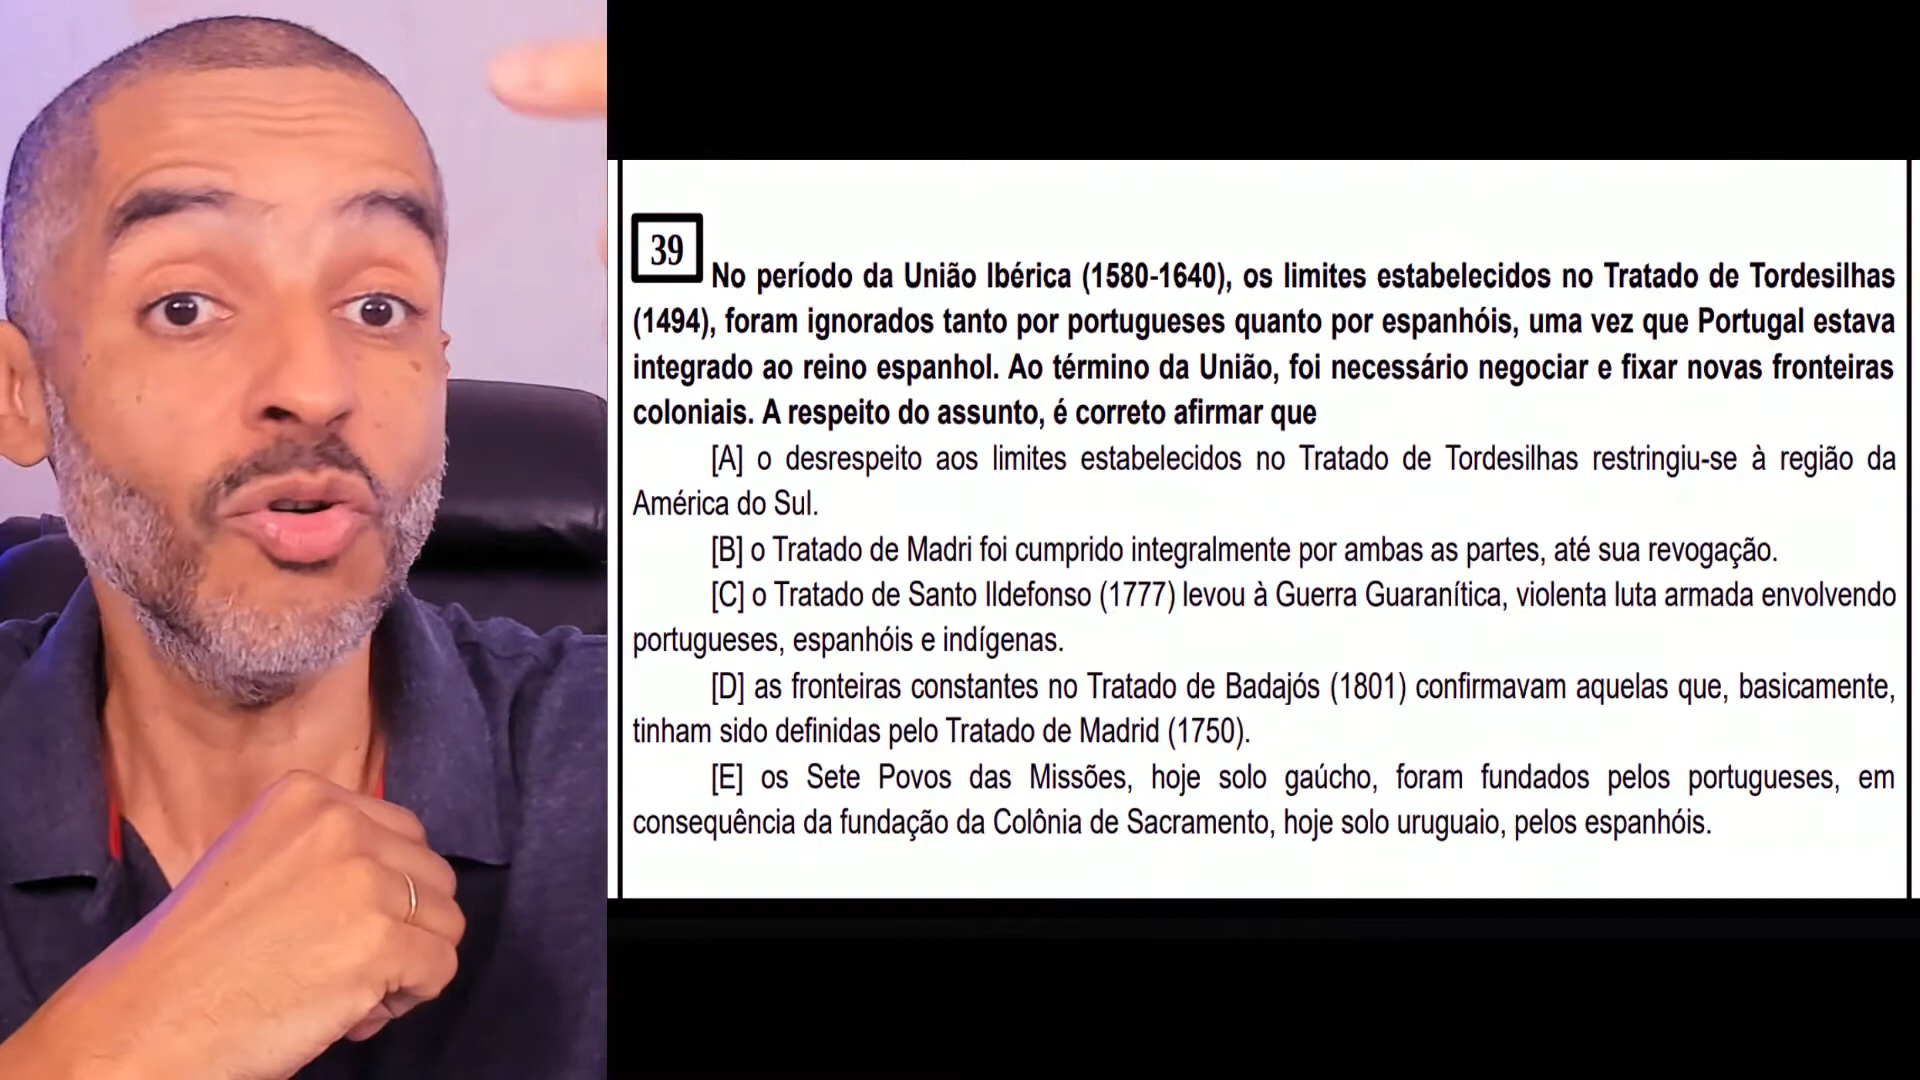 39
No período da União Ibérica (1580-1640), os limites estabelecidos no Tratado de Tordesilhas
(1494), foram ignorados tanto por portugueses quanto por espanhóis, uma vez que Portugal estava
integrado ao reino espanhol. Ao término da União, foi necessário negociar e fixar novas fronteiras
coloniais. A respeito do assunto, é correto afirmar que
[A] o desrespeito aos limites estabelecidos no Tratado de Tordesilhas restringiu-se à região da
América do Sul.
[B] o Tratado de Madri foi cumprido integralmente por ambas as partes, até sua revogação.
[C] o Tratado de Santo Ildefonso (1777) levou à Guerra Guaranítica, violenta luta armada envolvendo
portugueses, espanhóis e indígenas.
[D] as fronteiras constantes no Tratado de Badajós (1801) confirmavam aquelas que, basicamente,
tinham sido definidas pelo Tratado de Madrid (1750).
[E] os Sete Povos das Missões, hoje solo gaúcho, foram fundados pelos portugueses, em
consequência da fundação da Colônia de Sacramento, hoje solo uruguaio, pelos espanhóis.